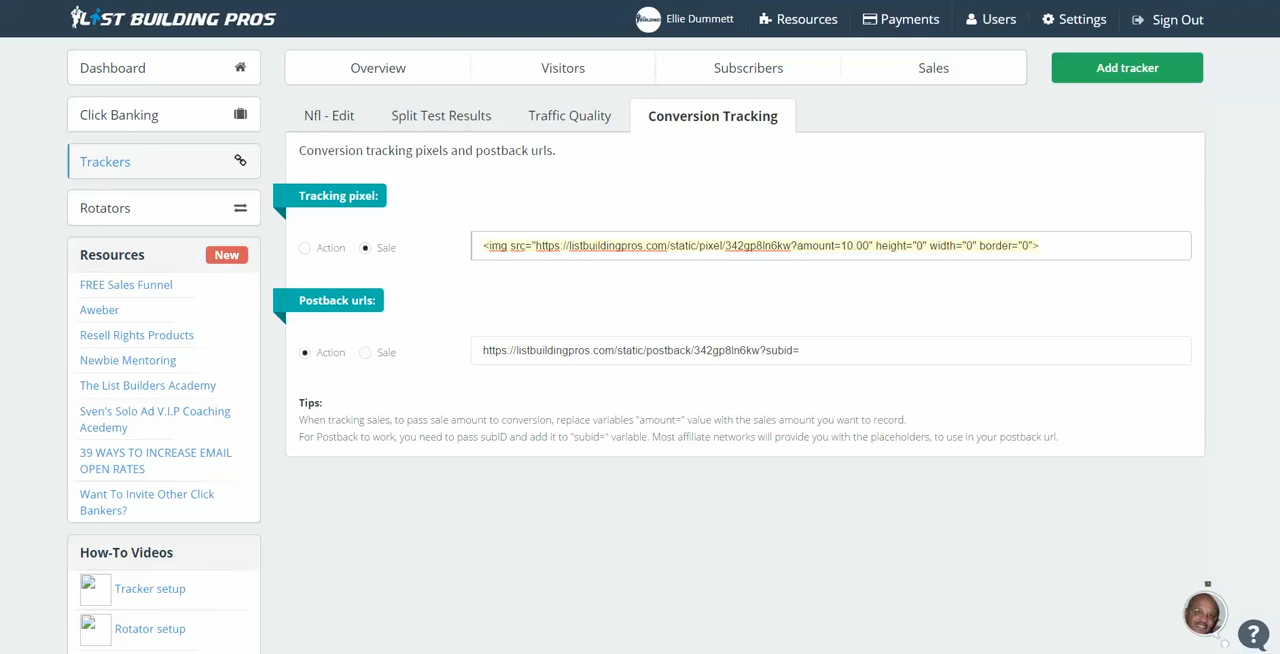 LIST BUILDING PROS
Ellie Dummett
Resources
Payments
Users
Settings
Sign Out
Dashboard
Click Banking
Trackers
Rotators
Resources
New
FREE Sales Funnel
Aweber
Resell Rights Products
Newbie Mentoring
The List Builders Academy
Sven's Solo Ad V.I.P Coaching
Acedemy
39 WAYS TO INCREASE EMAIL
OPEN RATES
Want To Invite Other Click
Bankers?
How-To Videos
Tracker setup
Rotator setup
Overview
Visitors
Subscribers
Sales
Add tracker
Nfl - Edit
Split Test Results
Traffic Quality
Conversion Tracking
Conversion tracking pixels and postback urls.
Tracking pixel:
Action
Sale
<img src="https://listbuildingpros.com/static/pixel/342gp8ln6kw?amount=10.00" height="0" width="0" border="0">
Postback urls:
Action
Sale
https://listbuildingpros.com/static/postback/342gp8ln6kw?subid=
Tips:
When tracking sales, to pass sale amount to conversion, replace variables "amount=" value with the sales amount you want to record.
For Postback to work, you need to pass subID and add it to "subid=" variable. Most affiliate networks will provide you with the placeholders, to use in your postback url.
?